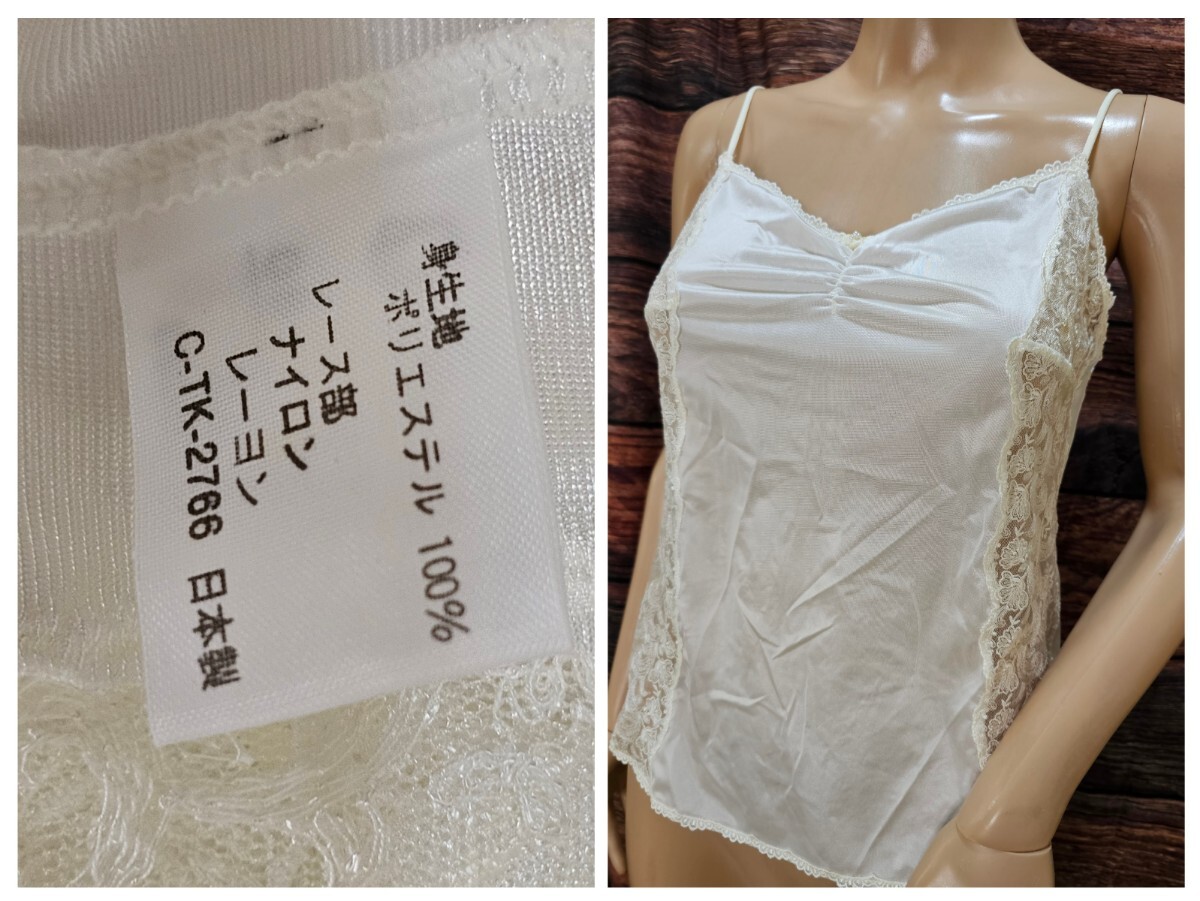 身生地
ポリエステル 100%
レース部
ナイロン
レーヨン
C-TK-2766 日本製